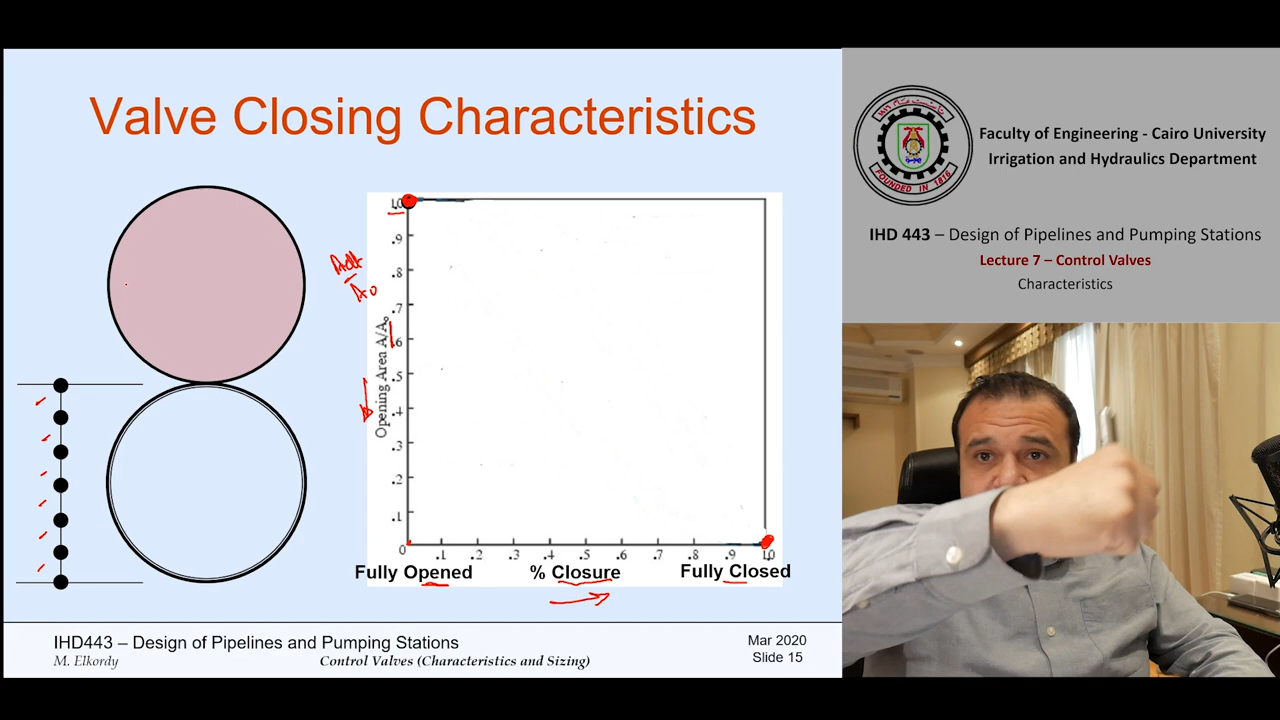 Valve Closing Characteristics
1.0
.9
.8
.7
.6
.5
.4
.3
.2
.1
0
Opening Area A/A₀
.1 .2 .3 .4 .5 .6 .7 .8 .9 1.0
Fully Opened % Closure Fully Closed
IHD443 – Design of Pipelines and Pumping Stations
M. Elkordy
Control Valves (Characteristics and Sizing)
Mar 2020
Slide 15
FOUNDED IN 1816
Faculty of Engineering - Cairo University
Irrigation and Hydraulics Department
IHD 443 – Design of Pipelines and Pumping Stations
Lecture 7 – Control Valves
Characteristics